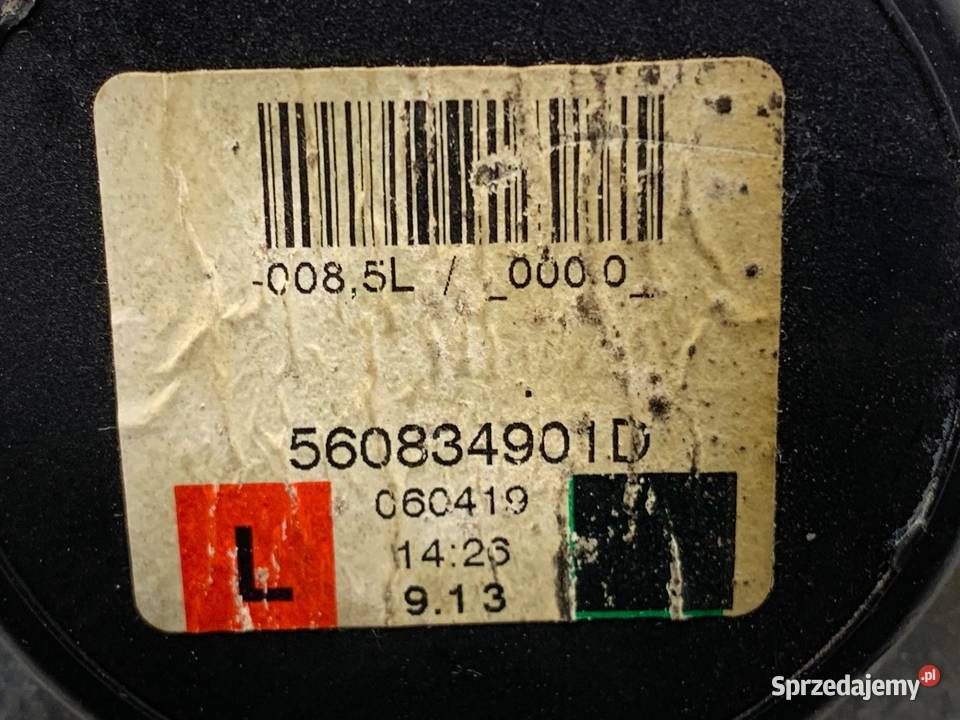 -008,5L / _000.0_
560834901D
060419
L
14:26
9.13
Sprzedajemy.pl